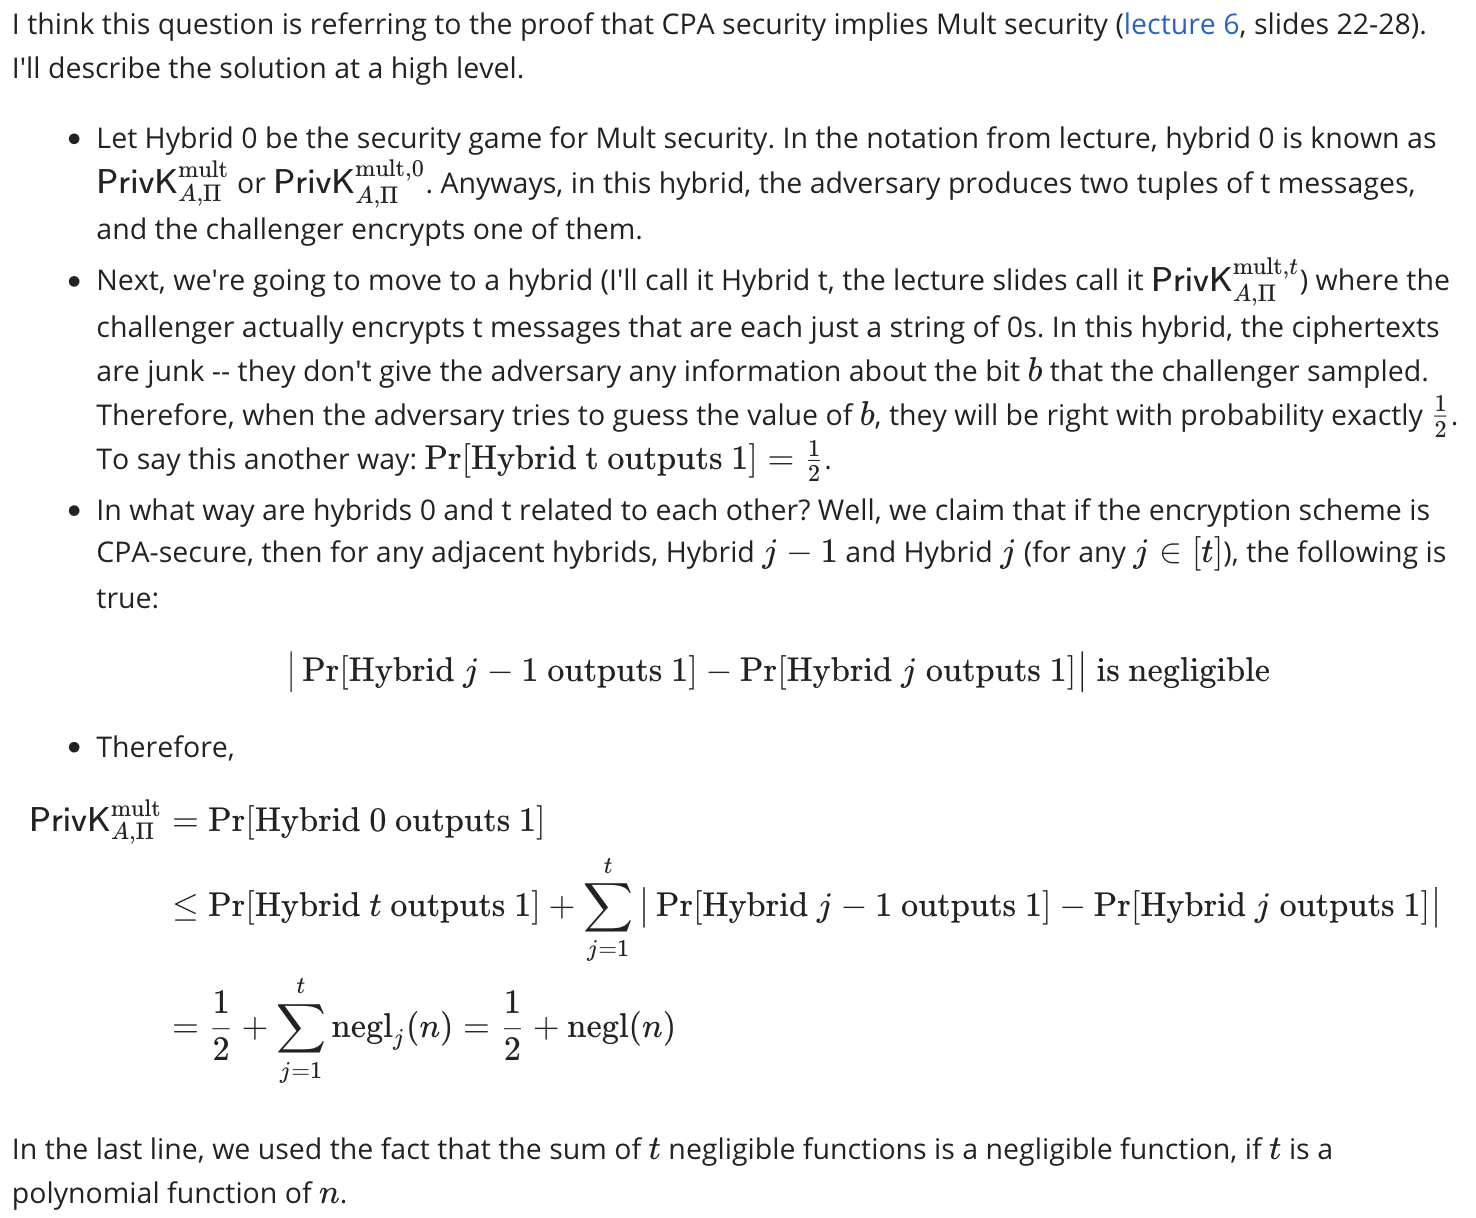 I think this question is referring to the proof that CPA security implies Mult security (lecture 6, slides 22-28).
I'll describe the solution at a high level.
• Let Hybrid 0 be the security game for Mult security. In the notation from lecture, hybrid 0 is known as
$\mathsf{PrivK}^{\text{mult}}_{A,\Pi}$ or $\mathsf{PrivK}^{\text{mult},0}_{A,\Pi}$. Anyways, in this hybrid, the adversary produces two tuples of t messages,
and the challenger encrypts one of them.
• Next, we're going to move to a hybrid (I'll call it Hybrid t, the lecture slides call it $\mathsf{PrivK}^{\text{mult},t}_{A,\Pi}$) where the
challenger actually encrypts t messages that are each just a string of 0s. In this hybrid, the ciphertexts
are junk -- they don't give the adversary any information about the bit $b$ that the challenger sampled.
Therefore, when the adversary tries to guess the value of $b$, they will be right with probability exactly $\frac{1}{2}$.
To say this another way: $\Pr[\text{Hybrid t outputs 1}] = \frac{1}{2}$.
• In what way are hybrids 0 and t related to each other? Well, we claim that if the encryption scheme is
CPA-secure, then for any adjacent hybrids, Hybrid $j - 1$ and Hybrid $j$ (for any $j \in [t]$), the following is
true:
$\left| \Pr[\text{Hybrid } j - 1 \text{ outputs } 1] - \Pr[\text{Hybrid } j \text{ outputs } 1] \right| \text{ is negligible}$
• Therefore,
$\mathsf{PrivK}^{\text{mult}}_{A,\Pi} = \Pr[\text{Hybrid 0 outputs 1}]$
$\leq \Pr[\text{Hybrid } t \text{ outputs } 1] + \sum_{j=1}^{t} \left| \Pr[\text{Hybrid } j - 1 \text{ outputs } 1] - \Pr[\text{Hybrid } j \text{ outputs } 1] \right|$
$= \frac{1}{2} + \sum_{j=1}^{t} \text{negl}_j(n) = \frac{1}{2} + \text{negl}(n)$
In the last line, we used the fact that the sum of $t$ negligible functions is a negligible function, if $t$ is a
polynomial function of $n$.